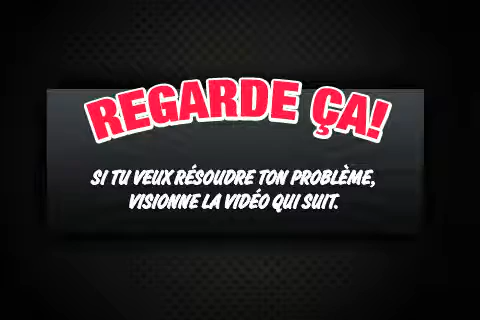 REGARDE ÇA!
SI TU VEUX RÉSOUDRE TON PROBLÈME,
VISIONNE LA VIDÉO QUI SUIT.